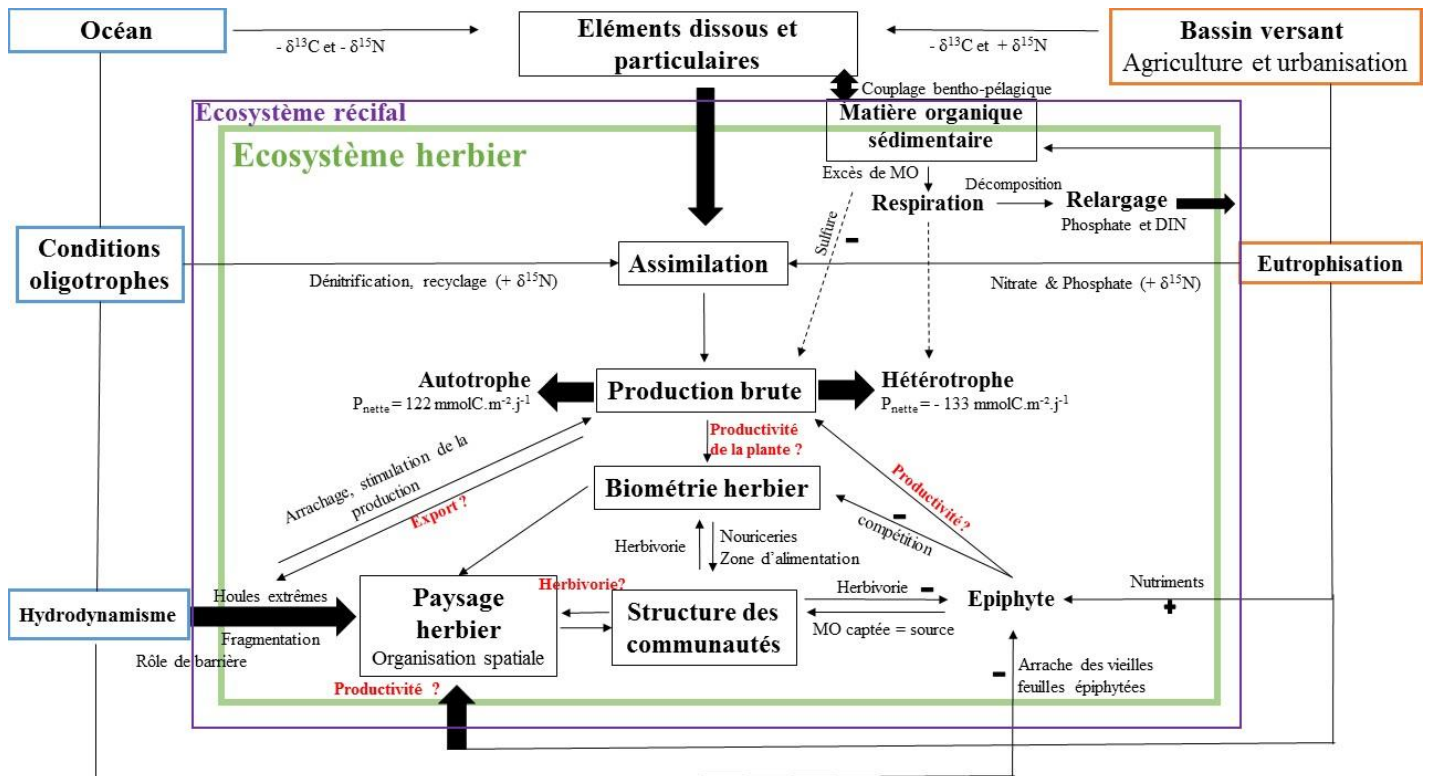 Océan
- δ¹³C et - δ¹⁵N
Eléments dissous et
particulaires
- δ¹³C et + δ¹⁵N
Bassin versant
Agriculture et urbanisation
Couplage bentho-pélagique
Ecosystème récifal
Matière organique
sédimentaire
Ecosystème herbier
Excès de MO
Décomposition
Respiration
Relargage
Phosphate et DIN
Sulfure
-
Conditions
oligotrophes
Assimilation
Eutrophisation
Dénitrification, recyclage (+ δ¹⁵N)
Nitrate & Phosphate (+ δ¹⁵N)
Autotrophe
Pnette = 122 mmolC.m⁻².j⁻¹
Production brute
Hétérotrophe
Pnette = - 133 mmolC.m⁻².j⁻¹
Productivité
de la plante ?
Arrachage, stimulation de la
production
Export ?
Biométrie herbier
Productivité?
-
compétition
Herbivorie
Nouriceries
Zone d'alimentation
Hydrodynamisme
Houles extrêmes
Fragmentation
Rôle de barrière
Paysage
herbier
Organisation spatiale
Herbivorie?
Structure des
communautés
Herbivorie -
MO captée = source
Epiphyte
Nutriments
+
-
Arrache des vieilles
feuilles épiphytées
Productivité ?